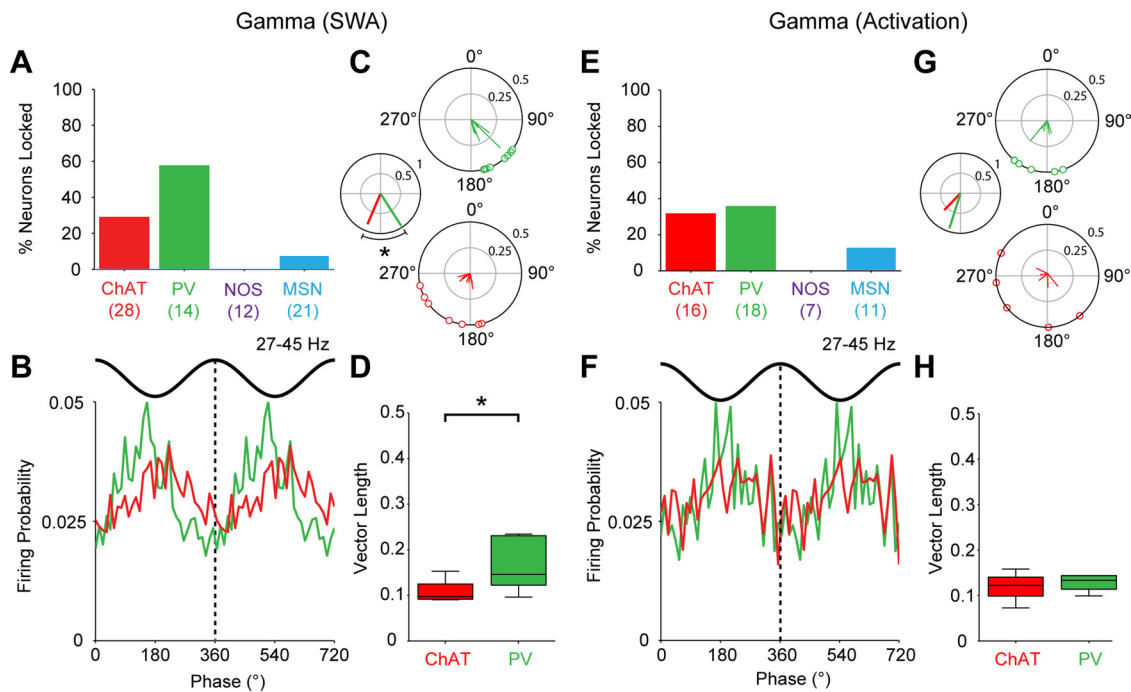 Gamma (SWA)
Gamma (Activation)
A
% Neurons Locked
100
80
60
40
20
0
ChAT PV NOS MSN
(28) (14) (12) (21)
C
0°
0.5
0.25
270° 90°
180°
1
0.5
*
0°
0.5
0.25
270° 90°
180°
E
% Neurons Locked
100
80
60
40
20
0
ChAT PV NOS MSN
(16) (18) (7) (11)
G
0°
0.5
0.25
270° 90°
180°
1
0.5
0°
0.5
0.25
270° 90°
180°
B
27-45 Hz
Firing Probability
0.05
0.025
0
0 180 360 540 720
Phase (°)
D
Vector Length
0.5
0.4
0.3
0.2
0.1
0
*
ChAT PV
F
27-45 Hz
Firing Probability
0.05
0.025
0
0 180 360 540 720
Phase (°)
H
Vector Length
0.5
0.4
0.3
0.2
0.1
0
ChAT PV